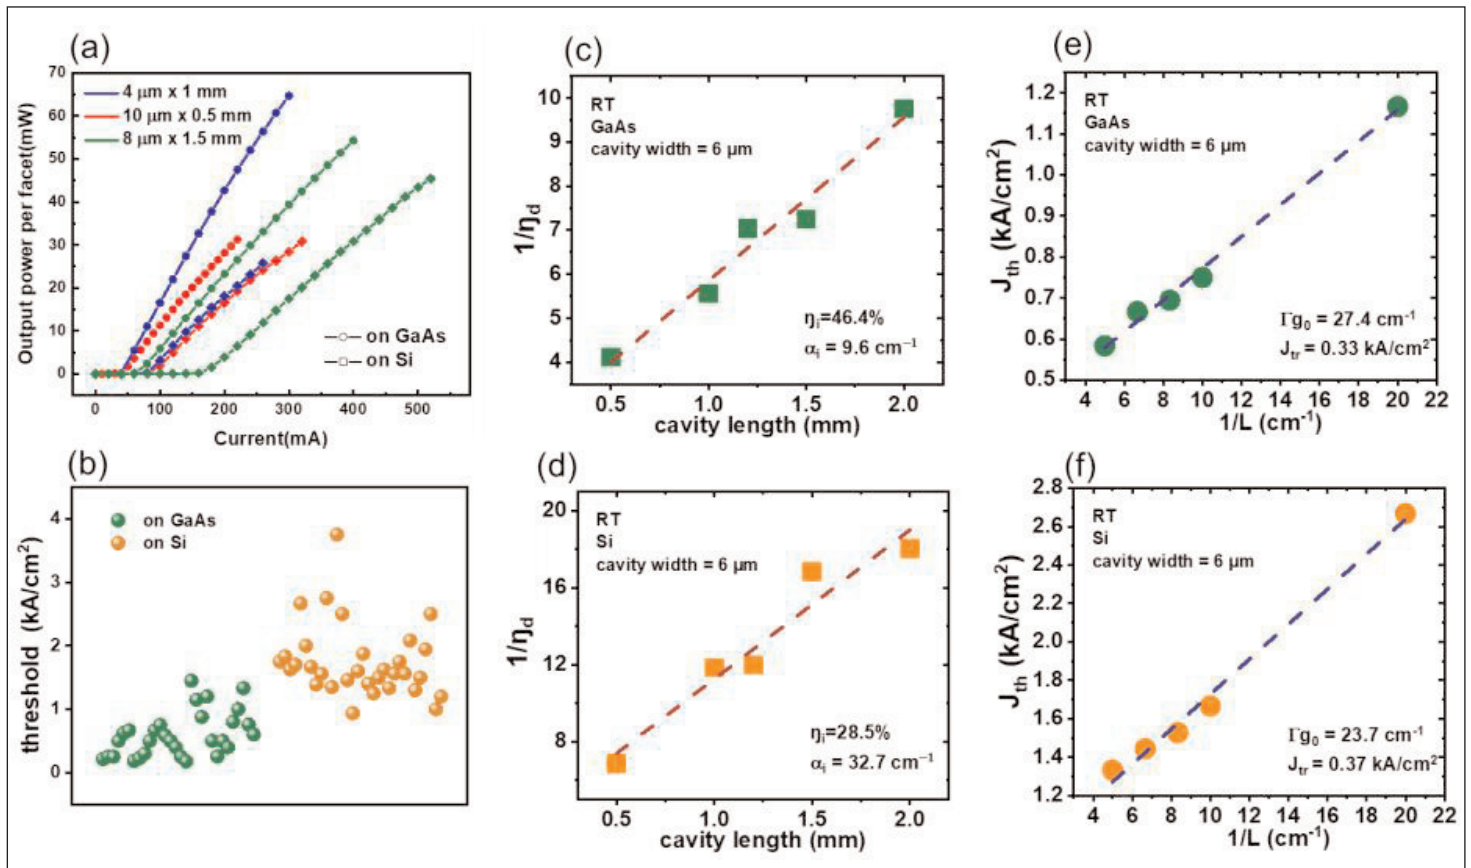 (a)
70
60
50
40
30
20
10
0
Output power per facet(mW)
4 μm x 1 mm
10 μm x 0.5 mm
8 μm x 1.5 mm
on GaAs
on Si
0 100 200 300 400 500
Current(mA)
(b)
4
3
2
1
0
threshold (kA/cm²)
on GaAs
on Si
(c)
10
9
8
7
6
5
4
1/η_d
RT
GaAs
cavity width = 6 μm
η_i=46.4%
α_i = 9.6 cm⁻¹
0.5 1.0 1.5 2.0
cavity length (mm)
(d)
20
16
12
8
1/η_d
RT
Si
cavity width = 6 μm
η_i=28.5%
α_i = 32.7 cm⁻¹
0.5 1.0 1.5 2.0
cavity length (mm)
(e)
1.2
1.1
1.0
0.9
0.8
0.7
0.6
0.5
J_th (kA/cm²)
RT
GaAs
cavity width = 6 μm
Γg₀ = 27.4 cm⁻¹
J_tr = 0.33 kA/cm²
4 6 8 10 12 14 16 18 20 22
1/L (cm⁻¹)
(f)
2.8
2.6
2.4
2.2
2.0
1.8
1.6
1.4
1.2
J_th (kA/cm²)
RT
Si
cavity width = 6 μm
Γg₀ = 23.7 cm⁻¹
J_tr = 0.37 kA/cm²
4 6 8 10 12 14 16 18 20 22
1/L (cm⁻¹)